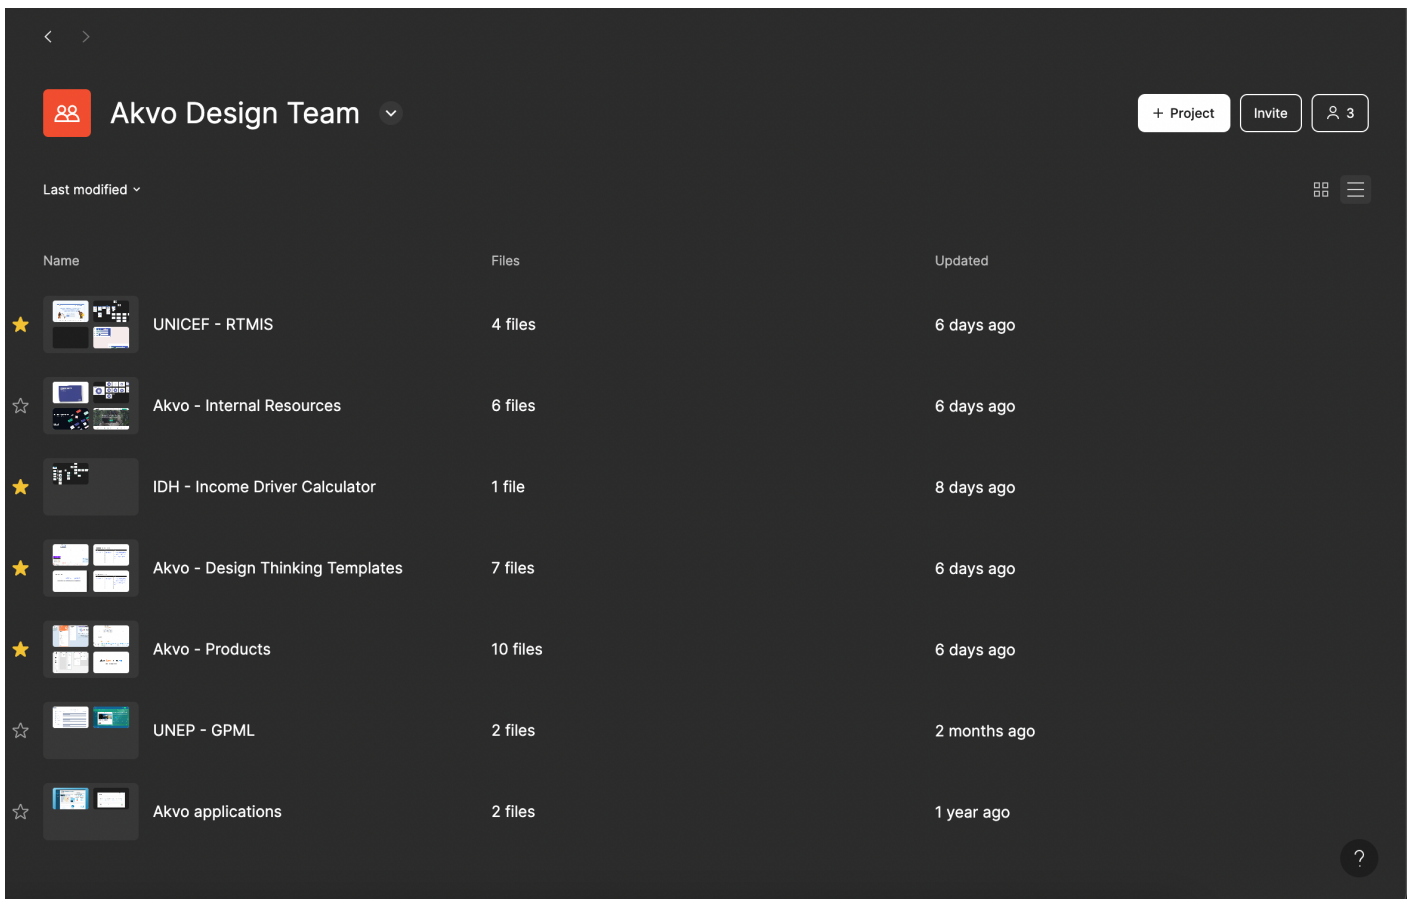 Akvo Design Team
+ Project
Invite
3
Last modified
Name Files Updated
UNICEF - RTMIS 4 files 6 days ago
Akvo - Internal Resources 6 files 6 days ago
IDH - Income Driver Calculator 1 file 8 days ago
Akvo - Design Thinking Templates 7 files 6 days ago
Akvo - Products 10 files 6 days ago
UNEP - GPML 2 files 2 months ago
Akvo applications 2 files 1 year ago
?